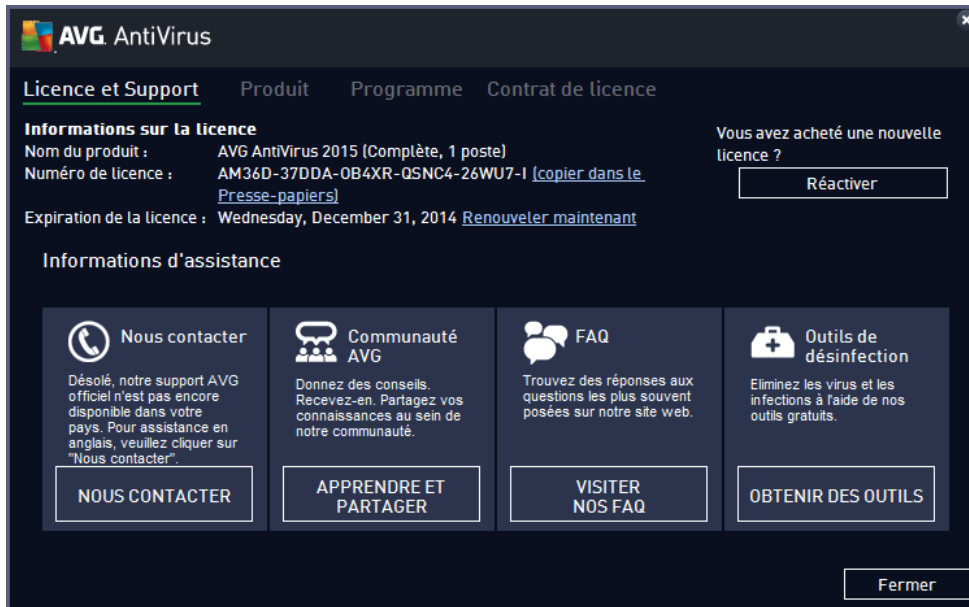 AVG AntiVirus
Licence et Support Produit Programme Contrat de licence
Informations sur la licence
Nom du produit : AVG AntiVirus 2015 (Complète, 1 poste)
Numéro de licence : AM36D-37DDA-OB4XR-QSNC4-26WU7-I (copier dans le
Presse-papiers)
Expiration de la licence : Wednesday, December 31, 2014 Renouveler maintenant
Vous avez acheté une nouvelle
licence ?
Réactiver
Informations d'assistance
Nous contacter
Désolé, notre support AVG
officiel n'est pas encore
disponible dans votre
pays. Pour assistance en
anglais, veuillez cliquer sur
"Nous contacter".
NOUS CONTACTER
Communauté
AVG
Donnez des conseils.
Recevez-en. Partagez vos
connaissances au sein de
notre communauté.
APPRENDRE ET
PARTAGER
FAQ
Trouvez des réponses aux
questions les plus souvent
posées sur notre site web.
VISITER
NOS FAQ
Outils de
désinfection
Eliminez les virus et les
infections à l'aide de nos
outils gratuits.
OBTENIR DES OUTILS
Fermer